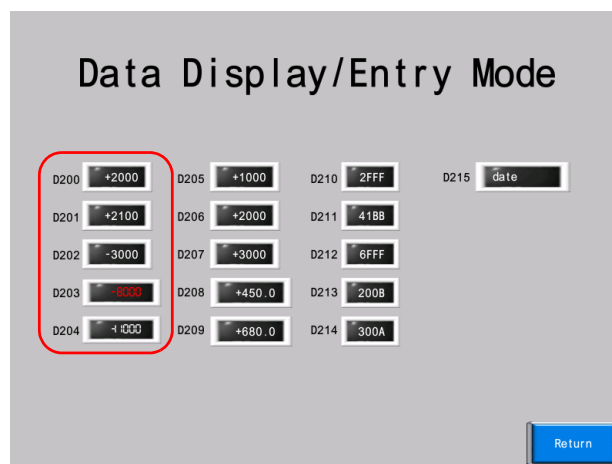 Data Display/Entry Mode
D200 +2000 D205 +1000 D210 2FFF D215 date
D201 +2100 D206 +2000 D211 41BB
D202 -3000 D207 +3000 D212 6FFF
D203 -8000 D208 +450.0 D213 200B
D204 +11000 D209 +680.0 D214 300A
Return